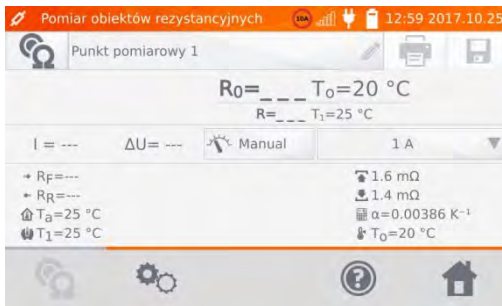 Pomiar obiektów rezystancyjnych 10A 12:59 2017.10.25
Punkt pomiarowy 1
R₀=_ _ _ T₀=20 °C
R=_ _ _ T₁=25 °C
I = --- ΔU= --- Manual 1 A
RF=--- 1.6 mΩ
RR=--- 1.4 mΩ
Ta=25 °C α=0.00386 K⁻¹
T₁=25 °C T₀=20 °C